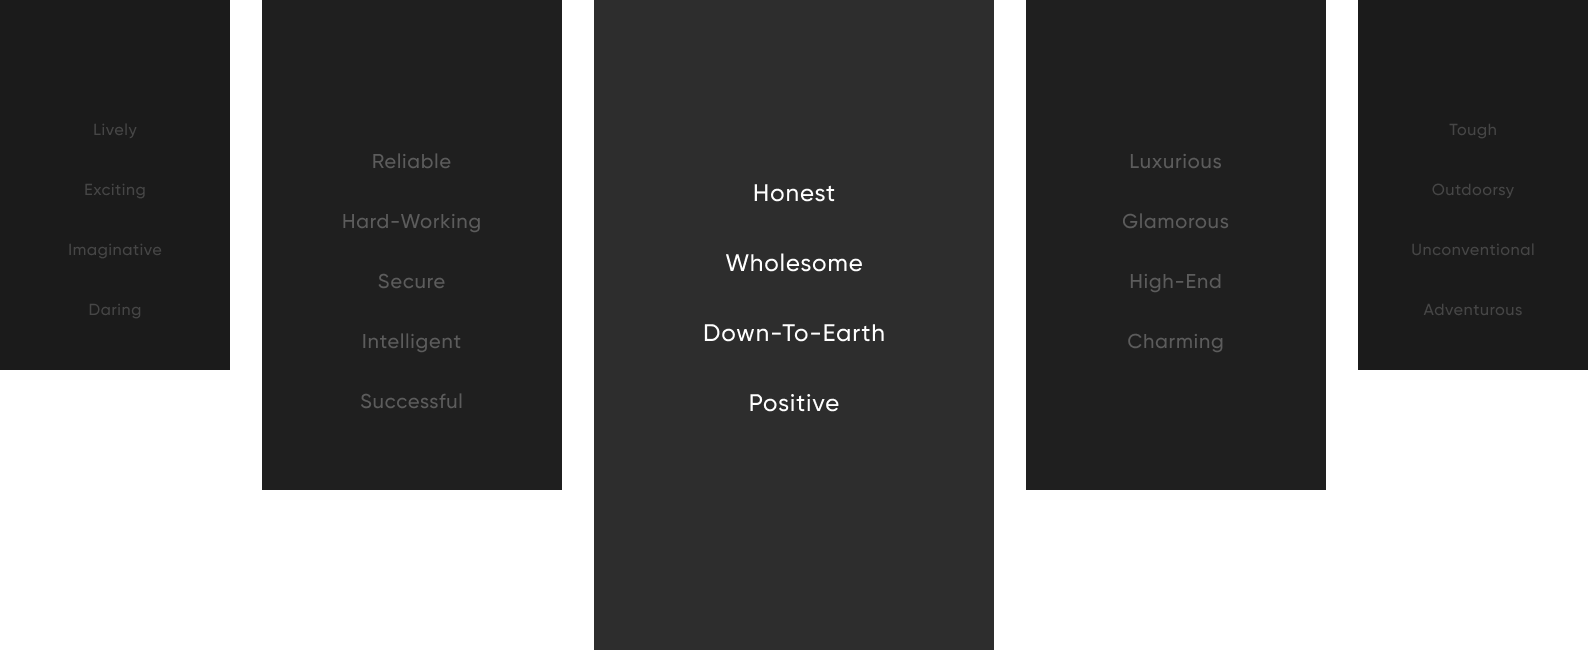 Lively
Exciting
Imaginative
Daring
Reliable
Hard-Working
Secure
Intelligent
Successful
Honest
Wholesome
Down-To-Earth
Positive
Luxurious
Glamorous
High-End
Charming
Tough
Outdoorsy
Unconventional
Adventurous